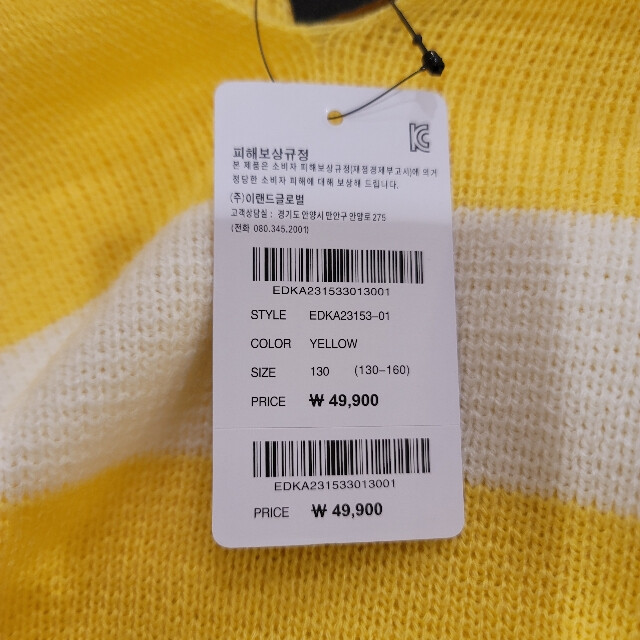 피해보상규정
본 제품은 소비자 피해보상규정[재정경제부고시]에 의거
정당한 소비자 피해에 대해 보상해 드립니다.
(주)이랜드글로벌
고객상담실 : 경기도 안양시 만안구 안양로 275
(전화 080.345.2001)
EDKA231533013001
STYLE EDKA23153-01
COLOR YELLOW
SIZE 130 (130-160)
PRICE ₩ 49,900
EDKA231533013001
PRICE ₩ 49,900